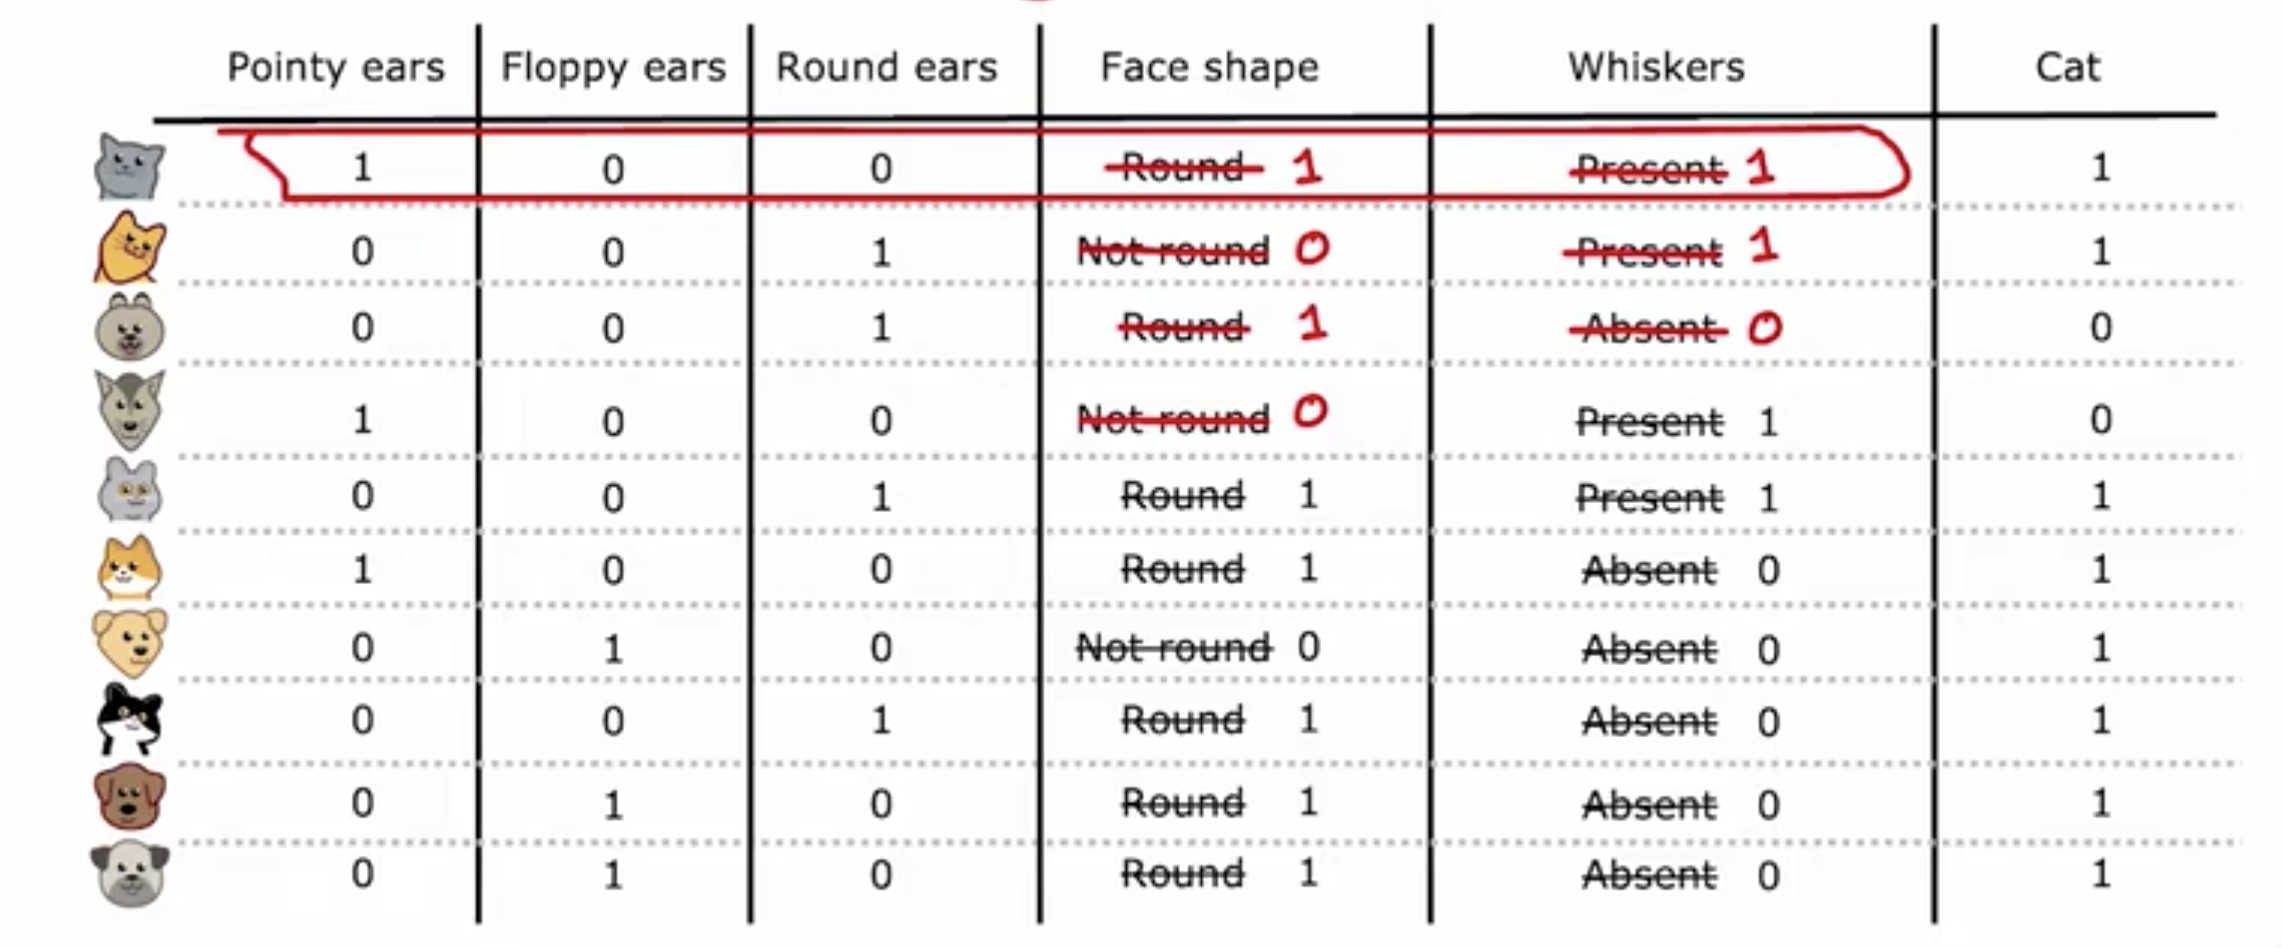 Pointy ears Floppy ears Round ears Face shape Whiskers Cat
1 0 0 Round 1 Present 1 1
0 0 1 Not round 0 Present 1 1
0 0 1 Round 1 Absent 0 0
1 0 0 Not round 0 Present 1 0
0 0 1 Round 1 Present 1 1
1 0 0 Round 1 Absent 0 1
0 1 0 Not round 0 Absent 0 1
0 0 1 Round 1 Absent 0 1
0 1 0 Round 1 Absent 0 1
0 1 0 Round 1 Absent 0 1